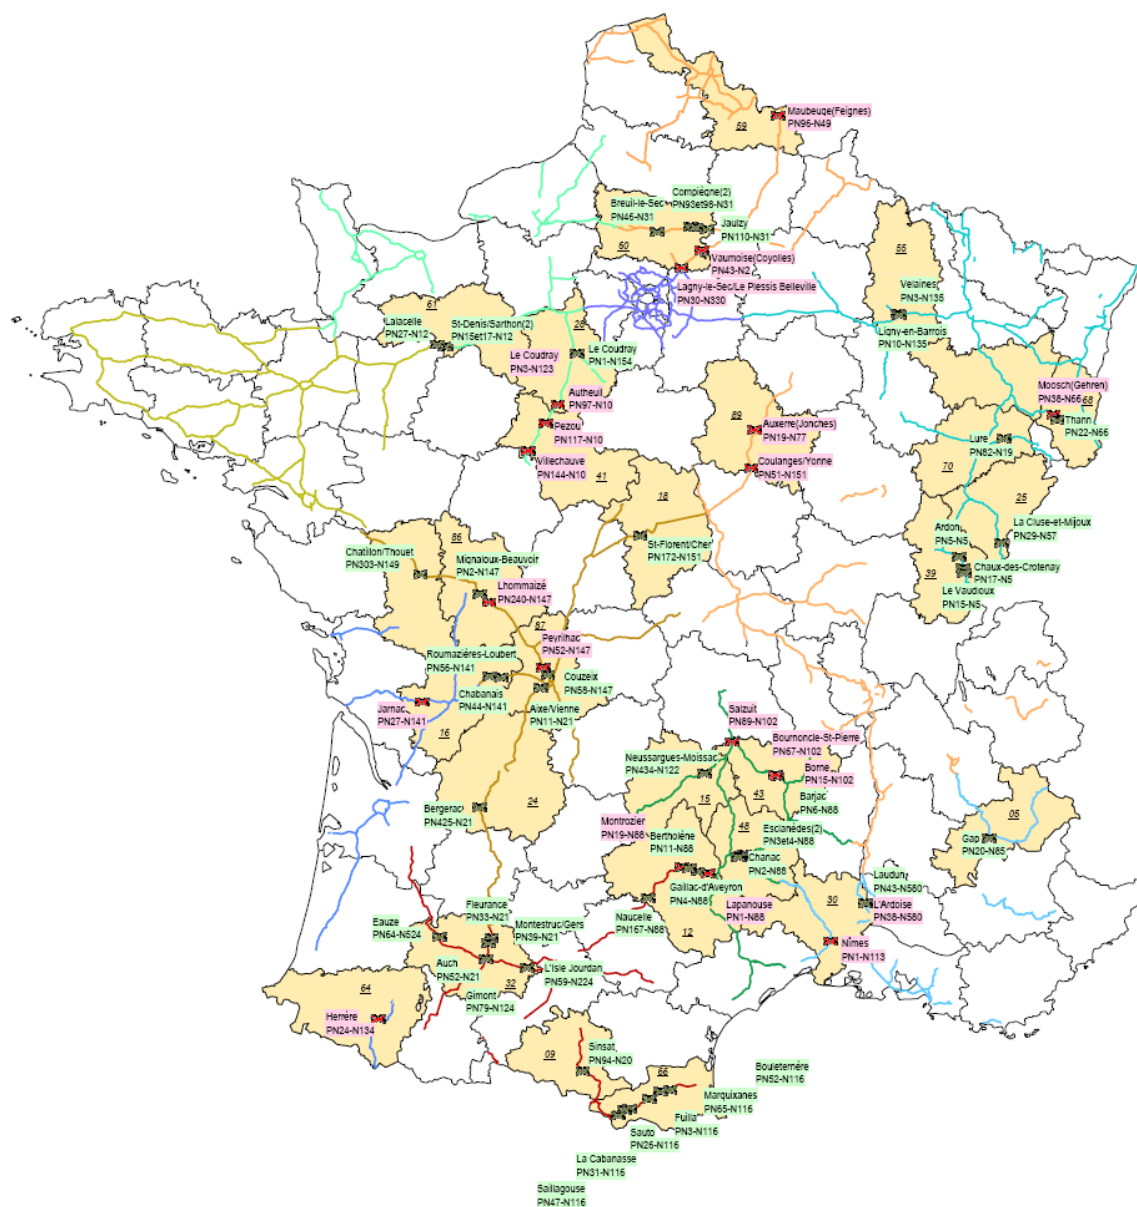 Maubeuge(Feignes)
PN96-N49
59
Compiègne(2)
PN93et98-N31
Breuil-le-Sec
PN46-N31
Jaulzy
PN110-N31
60
Vaumoise(Coyolles)
PN43-N2
Lagny-le-Sec/Le Plessis Belleville
PN30-N330
55
Velaines
PN3-N135
Ligny-en-Barrois
PN10-N135
61
Lalacelle
PN27-N12
St-Denis/Sarthon(2)
PN15et17-N12
28
Le Coudray
PN3-N123
Le Coudray
PN1-N154
Autheuil
PN97-N10
Pezou
PN117-N10
Villechauve
PN144-N10
41
89
Auxerre(Jonches)
PN19-N77
Coulanges/Yonne
PN51-N151
Moosch(Gehren)
PN38-N66
68
Thann
PN22-N66
Lure
PN82-N19
70
25
18
St-Florent/Cher
PN172-N151
Ardon
PN5-N5
La Cluse-et-Mijoux
PN29-N57
Chaux-des-Crotenay
PN17-N5
39
Le Vaudioux
PN15-N5
86
Chatillon/Thouet
PN303-N149
Mignaloux-Beauvoir
PN2-N147
Lhommaizé
PN240-N147
87
Peyrilhac
PN52-N147
Roumazières-Loubert
PN56-N141
Couzeix
PN58-N147
Chabanais
PN44-N141
Aixe/Vienne
PN11-N21
Jarnac
PN27-N141
16
Salzuit
PN89-N102
Bournoncle-St-Pierre
PN67-N102
Neussargues-Moissac
PN434-N122
Borne
PN15-N102
15
43
Barjac
PN6-N88
Bergerac
PN425-N21
24
Montrozier
PN19-N88
48
Esclanèdes(2)
PN3et4-N88
Bertholène
PN11-N88
Chanac
PN2-N88
05
Gap
PN20-N85
Laudun
PN43-N580
L'Ardoise
PN38-N580
Gaillac-d'Aveyron
PN4-N88
Lapanouse
PN1-N88
30
Naucelle
PN167-N88
12
Nîmes
PN1-N113
Fleurance
PN33-N21
Montestruc/Gers
PN39-N21
Eauze
PN64-N524
Auch
PN52-N21
L'Isle Jourdan
PN59-N224
Gimont
PN79-N124
32
64
Herrère
PN24-N134
09
Sinsat
PN94-N20
66
Bouleternère
PN52-N116
Marquixanes
PN65-N116
Fuilla
PN3-N116
Sauto
PN26-N116
La Cabanasse
PN31-N116
Saillagouse
PN47-N116